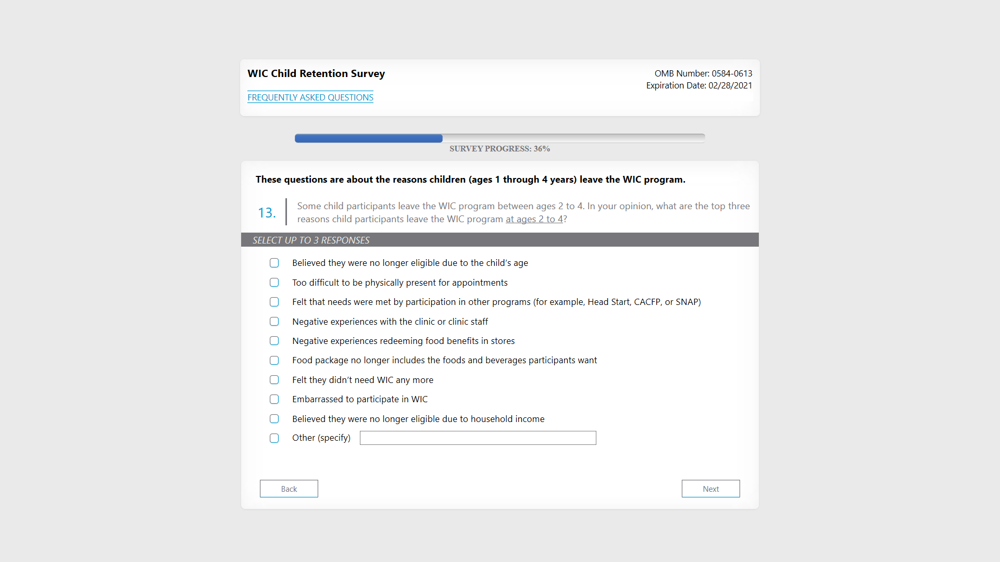 WIC Child Retention Survey
OMB Number: 0584-0613
Expiration Date: 02/28/2021
FREQUENTLY ASKED QUESTIONS
SURVEY PROGRESS: 36%
These questions are about the reasons children (ages 1 through 4 years) leave the WIC program.
13.
Some child participants leave the WIC program between ages 2 to 4. In your opinion, what are the top three
reasons child participants leave the WIC program at ages 2 to 4?
SELECT UP TO 3 RESPONSES
Believed they were no longer eligible due to the child’s age
Too difficult to be physically present for appointments
Felt that needs were met by participation in other programs (for example, Head Start, CACFP, or SNAP)
Negative experiences with the clinic or clinic staff
Negative experiences redeeming food benefits in stores
Food package no longer includes the foods and beverages participants want
Felt they didn’t need WIC any more
Embarrassed to participate in WIC
Believed they were no longer eligible due to household income
Other (specify)
Back
Next